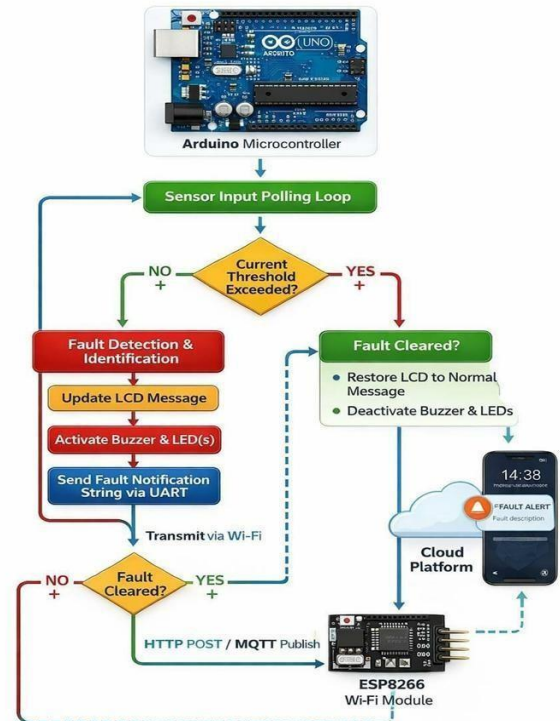 UNO
ARDUITO
Arduino Microcontroller
Sensor Input Polling Loop
Current
Threshold
Exceeded?
NO
+
YES
+
Fault Detection &
Identification
Update LCD Message
Activate Buzzer & LED(s)
Send Fault Notification
String via UART
Fault Cleared?
• Restore LCD to Normal
Message
• Deactivate Buzzer & LEDs
14:38
FAULT ALERT
Fault description
Cloud
Platform
Transmit via Wi-Fi
NO
+
Fault
Cleared?
YES
+
HTTP POST / MQTT Publish
ESP8266
Wi-Fi Module